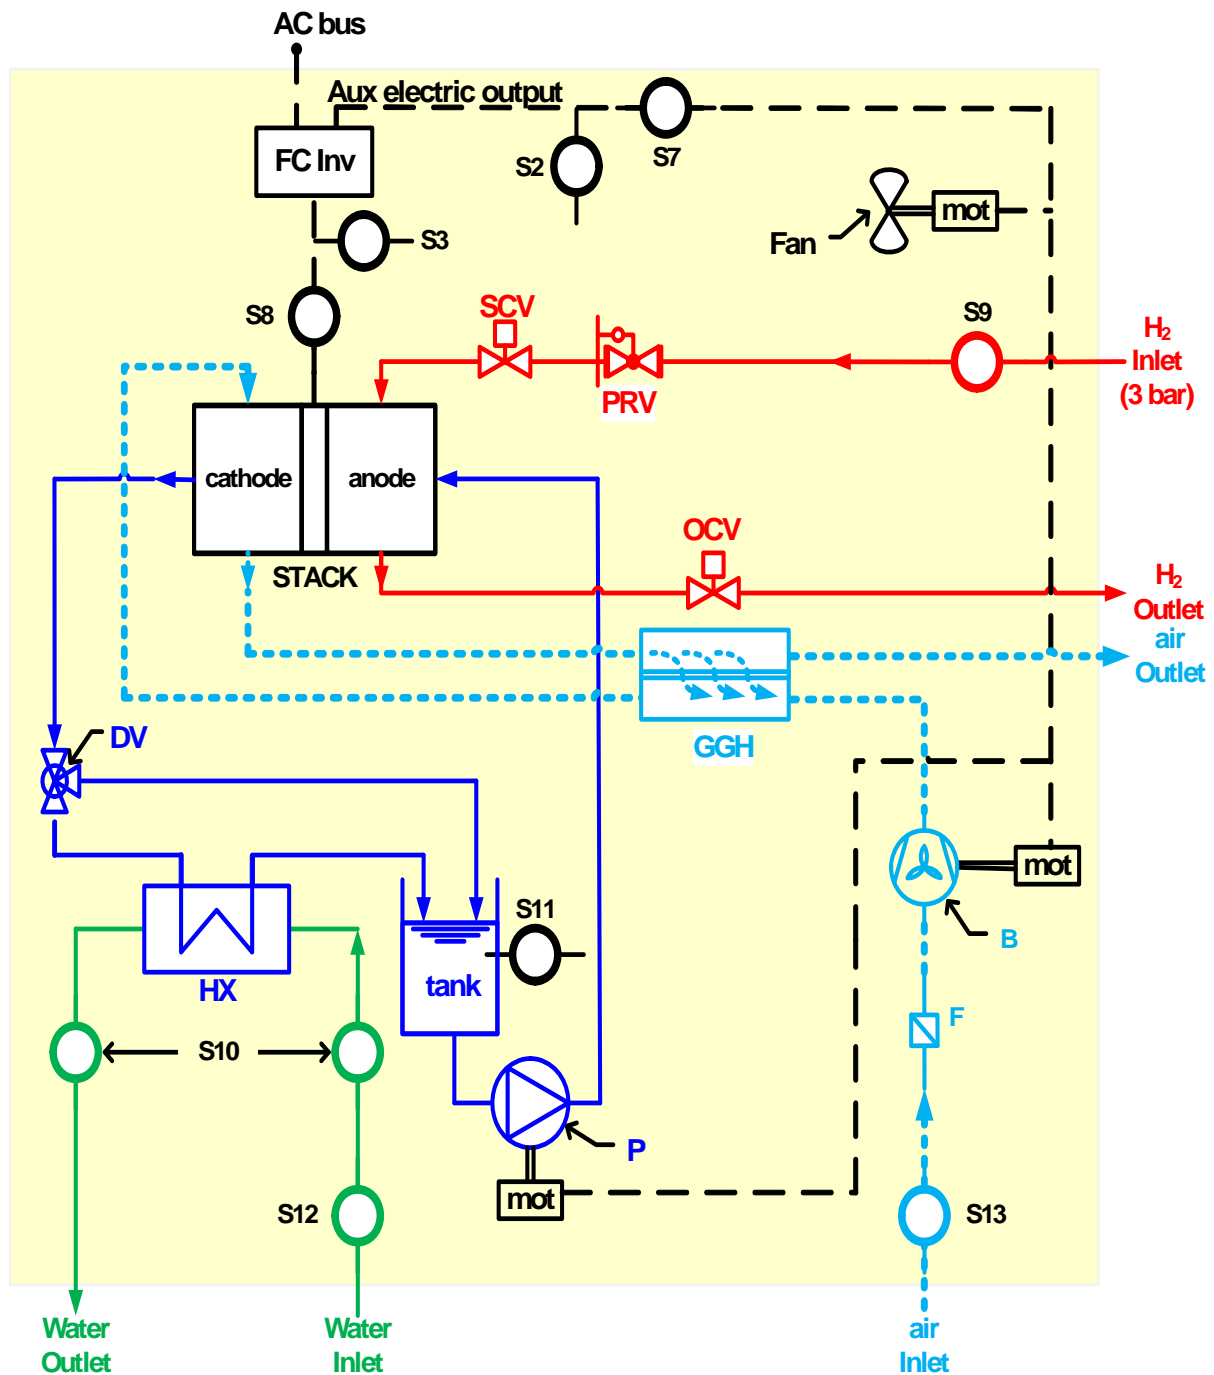 AC bus
Aux electric output
FC Inv
S2
S7
mot
Fan
S3
S8
SCV
S9
H₂
Inlet
(3 bar)
PRV
cathode
anode
OCV
STACK
H₂
Outlet
air
Outlet
DV
GGH
mot
S11
B
tank
HX
F
S10
P
mot
S12
S13
Water
Outlet
Water
Inlet
air
Inlet